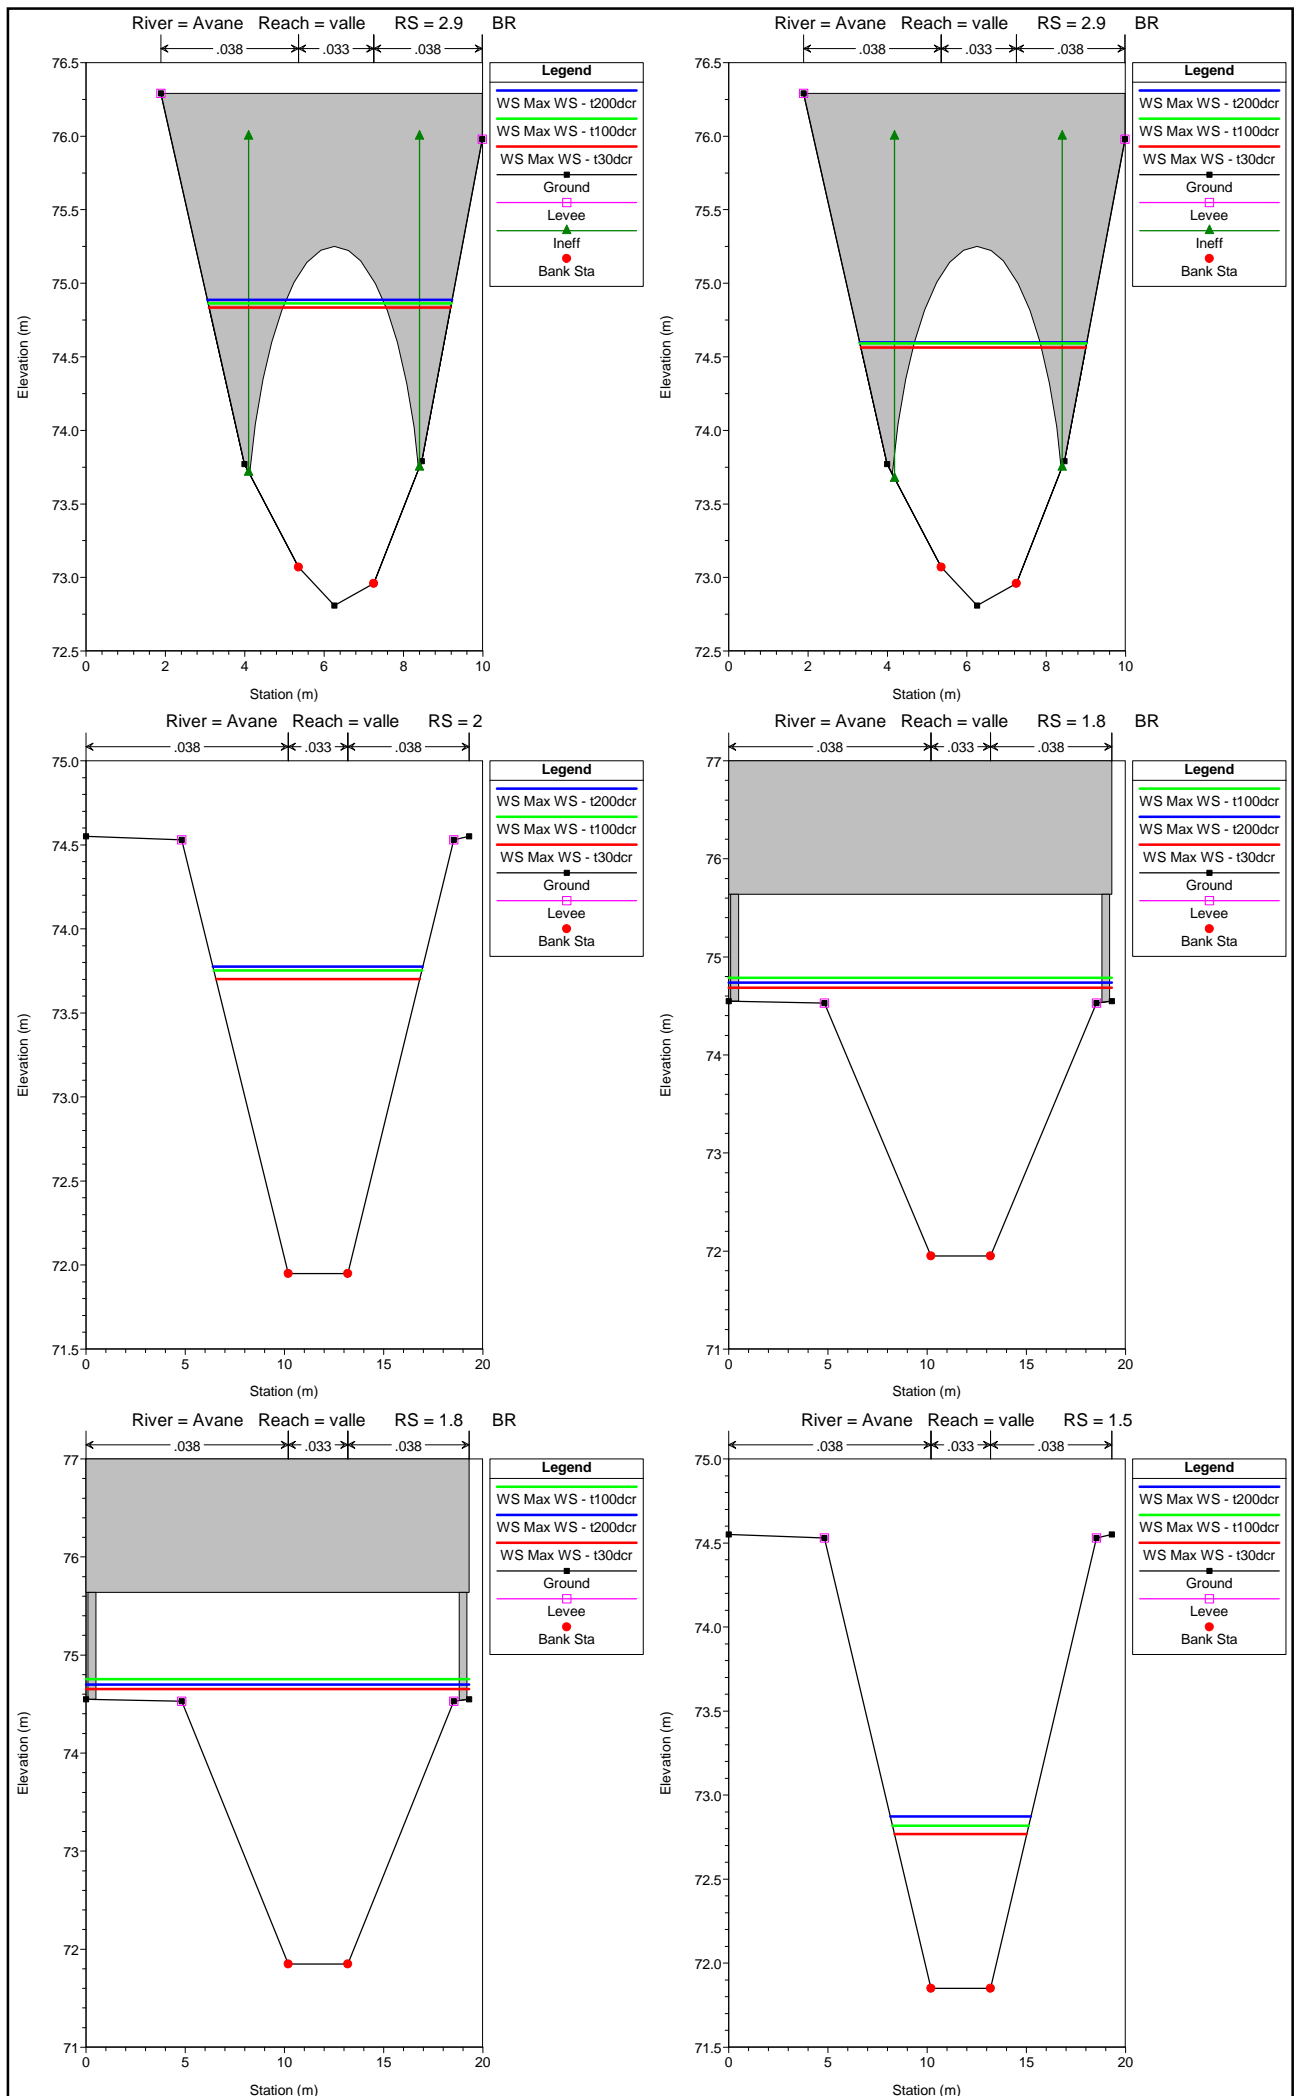 River = Avane Reach = valle RS = 2.9 BR
.038 .033 .038
76.5
76.0
75.5
75.0
74.5
74.0
73.5
73.0
72.5
Elevation (m)
0 2 4 6 8 10
Station (m)
Legend
WS Max WS - t200dcr
WS Max WS - t100dcr
WS Max WS - t30dcr
Ground
Levee
Ineff
Bank Sta
River = Avane Reach = valle RS = 2.9 BR
.038 .033 .038
76.5
76.0
75.5
75.0
74.5
74.0
73.5
73.0
72.5
Elevation (m)
0 2 4 6 8 10
Station (m)
Legend
WS Max WS - t200dcr
WS Max WS - t100dcr
WS Max WS - t30dcr
Ground
Levee
Ineff
Bank Sta
River = Avane Reach = valle RS = 2
.038 .033 .038
75.0
74.5
74.0
73.5
73.0
72.5
72.0
71.5
Elevation (m)
0 5 10 15 20
Station (m)
Legend
WS Max WS - t200dcr
WS Max WS - t100dcr
WS Max WS - t30dcr
Ground
Levee
Bank Sta
River = Avane Reach = valle RS = 1.8 BR
.038 .033 .038
77
76
75
74
73
72
71
Elevation (m)
0 5 10 15 20
Station (m)
Legend
WS Max WS - t100dcr
WS Max WS - t200dcr
WS Max WS - t30dcr
Ground
Levee
Bank Sta
River = Avane Reach = valle RS = 1.8 BR
.038 .033 .038
77
76
75
74
73
72
71
Elevation (m)
0 5 10 15 20
Station (m)
Legend
WS Max WS - t100dcr
WS Max WS - t200dcr
WS Max WS - t30dcr
Ground
Levee
Bank Sta
River = Avane Reach = valle RS = 1.5
.038 .033 .038
75.0
74.5
74.0
73.5
73.0
72.5
72.0
71.5
Elevation (m)
0 5 10 15 20
Station (m)
Legend
WS Max WS - t200dcr
WS Max WS - t100dcr
WS Max WS - t30dcr
Ground
Levee
Bank Sta